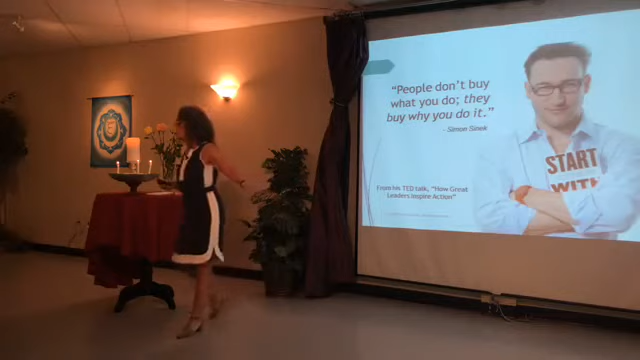 “People don’t buy
what you do; they
buy why you do it.”
- Simon Sinek
START
WITH
From his TED talk, “How Great
Leaders Inspire Action”